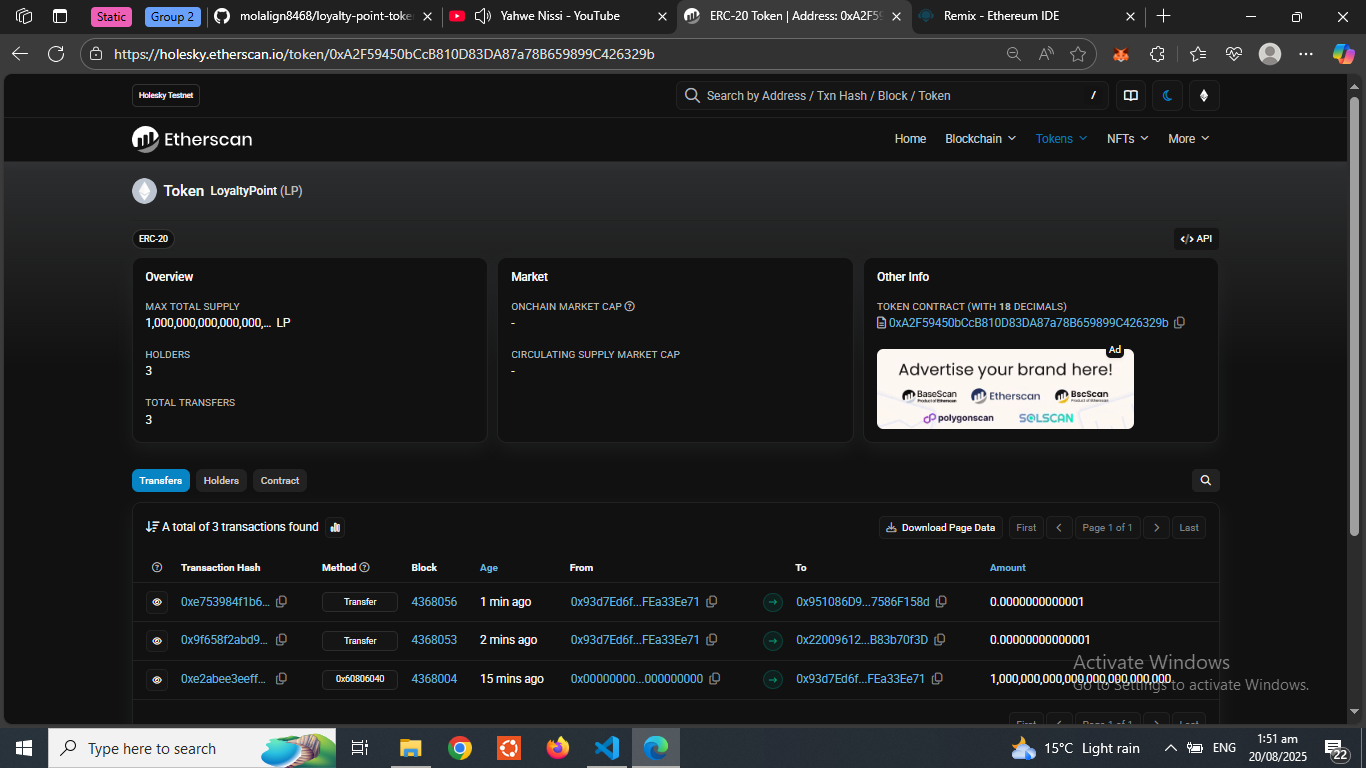 Static
Group 2
molalign8468/loyalty-point-toke
Yahwe Nissi - YouTube
ERC-20 Token | Address: 0xA2F59
Remix - Ethereum IDE
https://holesky.etherscan.io/token/0xA2F59450bCcB810D83DA87a78B659899C426329b
Holesky Testnet
Search by Address / Txn Hash / Block / Token
/
Etherscan
Home
Blockchain
Tokens
NFTs
More
Token LoyaltyPoint (LP)
ERC-20
</> API
Overview
MAX TOTAL SUPPLY
1,000,000,000,000,000,... LP
HOLDERS
3
TOTAL TRANSFERS
3
Market
ONCHAIN MARKET CAP
-
CIRCULATING SUPPLY MARKET CAP
-
Other Info
TOKEN CONTRACT (WITH 18 DECIMALS)
0xA2F59450bCcB810D83DA87a78B659899C426329b
Ad
Advertise your brand here!
BaseScan Etherscan BscScan
polygonscan SOLSCAN
Transfers
Holders
Contract
A total of 3 transactions found
Download Page Data
First
Page 1 of 1
Last
Transaction Hash Method Block Age From To Amount
0xe753984f1b6... Transfer 4368056 1 min ago 0x93d7Ed6f...FEa33Ee71 0x951086D9...7586F158d 0.0000000000001
0x9f658f2abd9... Transfer 4368053 2 mins ago 0x93d7Ed6f...FEa33Ee71 0x22009612...B83b70f3D 0.00000000000001
0xe2abee3eeff... 0x60806040 4368004 15 mins ago 0x00000000...000000000 0x93d7Ed6f...FEa33Ee71 1,000,000,000,000,000,000,000,000
First
Page 1 of 1
Last
Activate Windows
Go to Settings to activate Windows.
Type here to search
15°C Light rain
ENG
1:51 am
20/08/2025
22